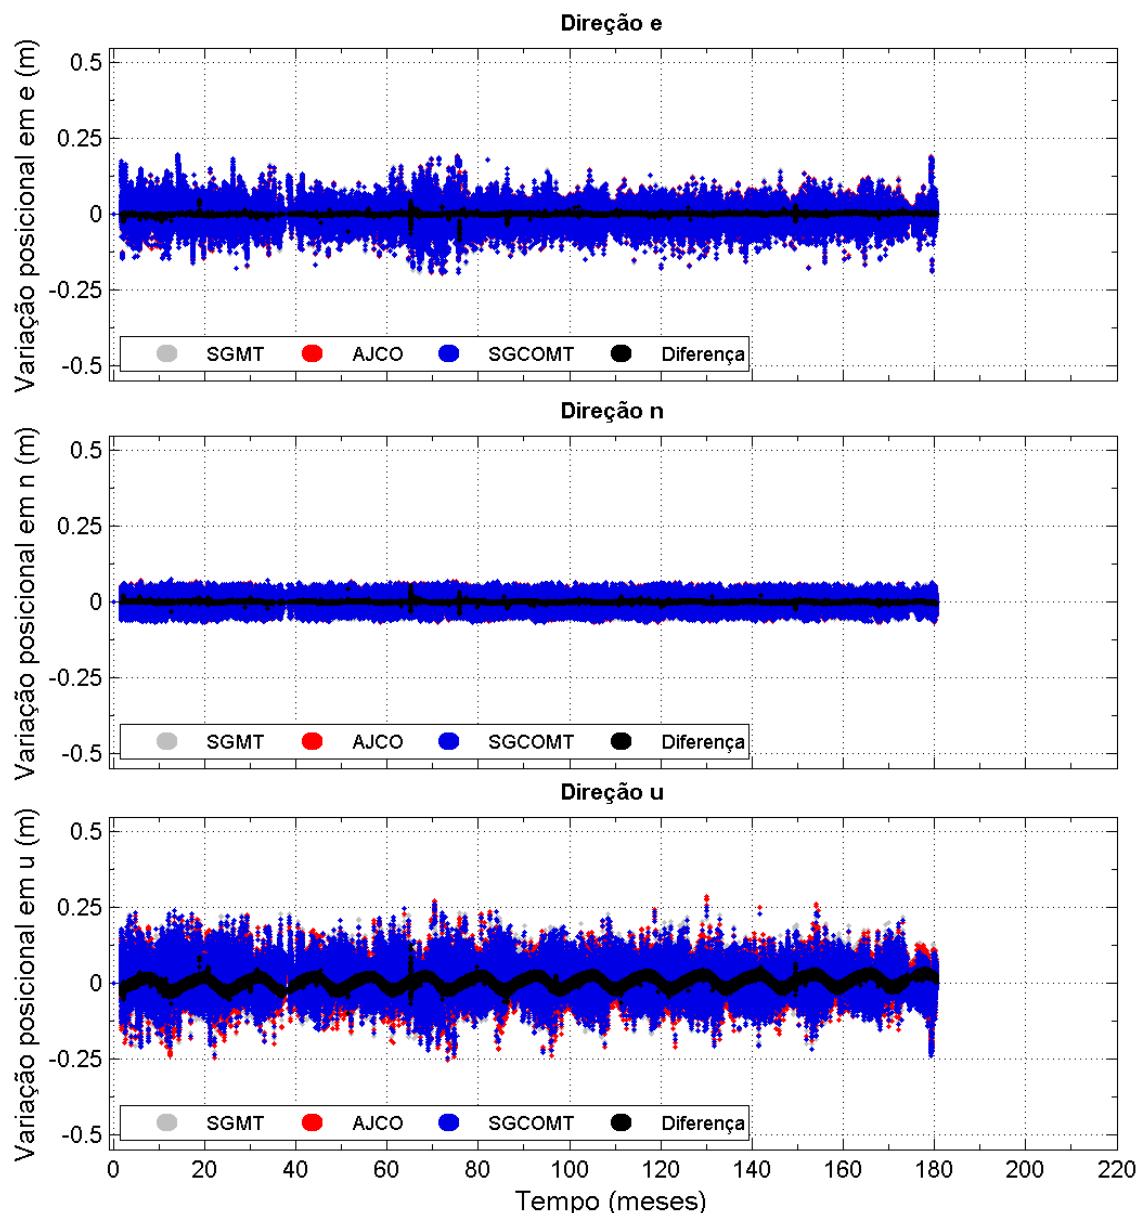 Direção e
Variação posicional em e (m)
0.5
0.25
0
-0.25
-0.5
SGMT AJCO SGCOMT Diferença
Direção n
Variação posicional em n (m)
0.5
0.25
0
-0.25
-0.5
SGMT AJCO SGCOMT Diferença
Direção u
Variação posicional em u (m)
0.5
0.25
0
-0.25
-0.5
SGMT AJCO SGCOMT Diferença
0 20 40 60 80 100 120 140 160 180 200 220
Tempo (meses)